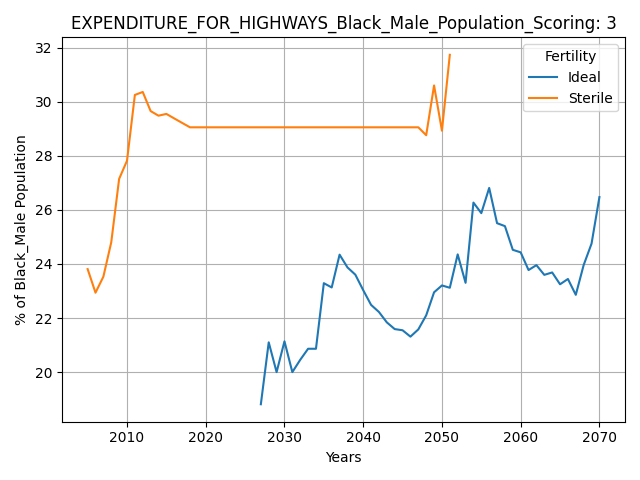 EXPENDITURE_FOR_HIGHWAYS_Black_Male_Population_Scoring: 3
Fertility
Ideal
Sterile
% of Black_Male Population
32
30
28
26
24
22
20
2010 2020 2030 2040 2050 2060 2070
Years